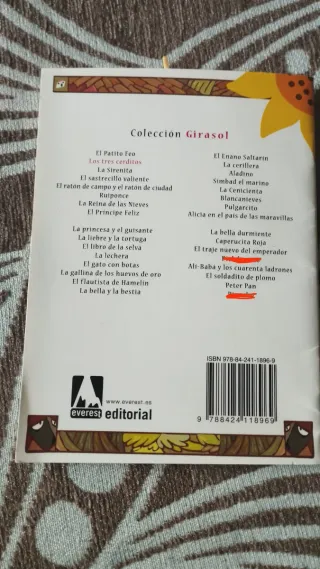 Colección Girasol
El Patito Feo
Los tres cerditos
La Sirenita
El sastrecillo valiente
El ratón de campo y el ratón de ciudad
Ruiponce
La Reina de las Nieves
El Príncipe Feliz
La princesa y el guisante
La liebre y la tortuga
El libro de la selva
La lechera
El gato con botas
La gallina de los huevos de oro
El flautista de Hamelin
La bella y la bestia
El Enano Saltarín
La cerillera
Aladino
Simbad el marino
La Cenicienta
Blancanieves
Pulgarcito
Alicia en el país de las maravillas
La bella durmiente
Caperucita Roja
El traje nuevo del emperador
Alí-Baba y los cuarenta ladrones
El soldadito de plomo
Peter Pan
ISBN 978-84-241-1896-9
9 788424 118969
www.everest.es
everest editorial